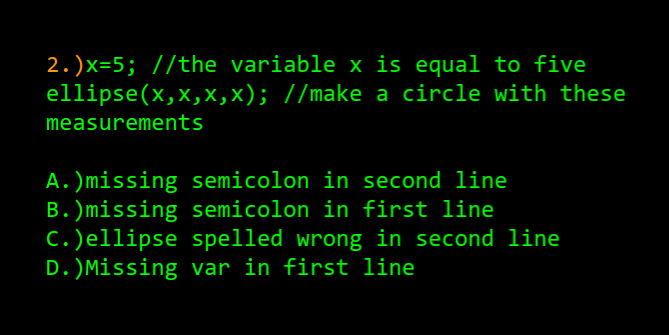 2.)x=5; //the variable x is equal to five
ellipse(x,x,x,x); //make a circle with these
measurements
A.)missing semicolon in second line
B.)missing semicolon in first line
C.)ellipse spelled wrong in second line
D.)Missing var in first line